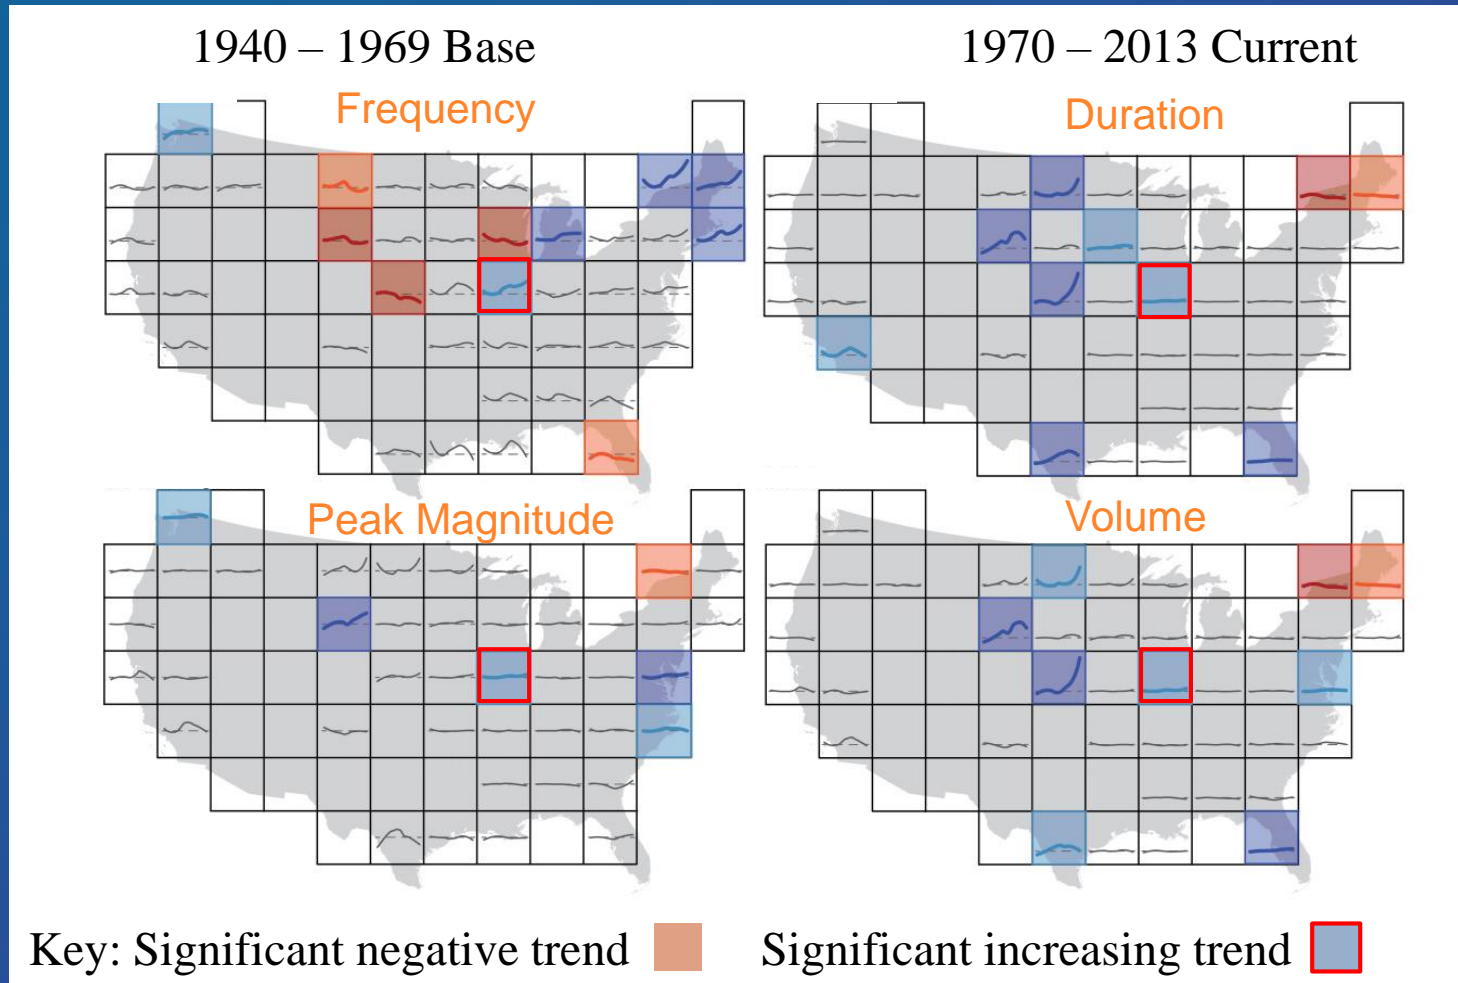 1940 – 1969 Base
1970 – 2013 Current
Frequency
Duration
Peak Magnitude
Volume
Key: Significant negative trend
Significant increasing trend